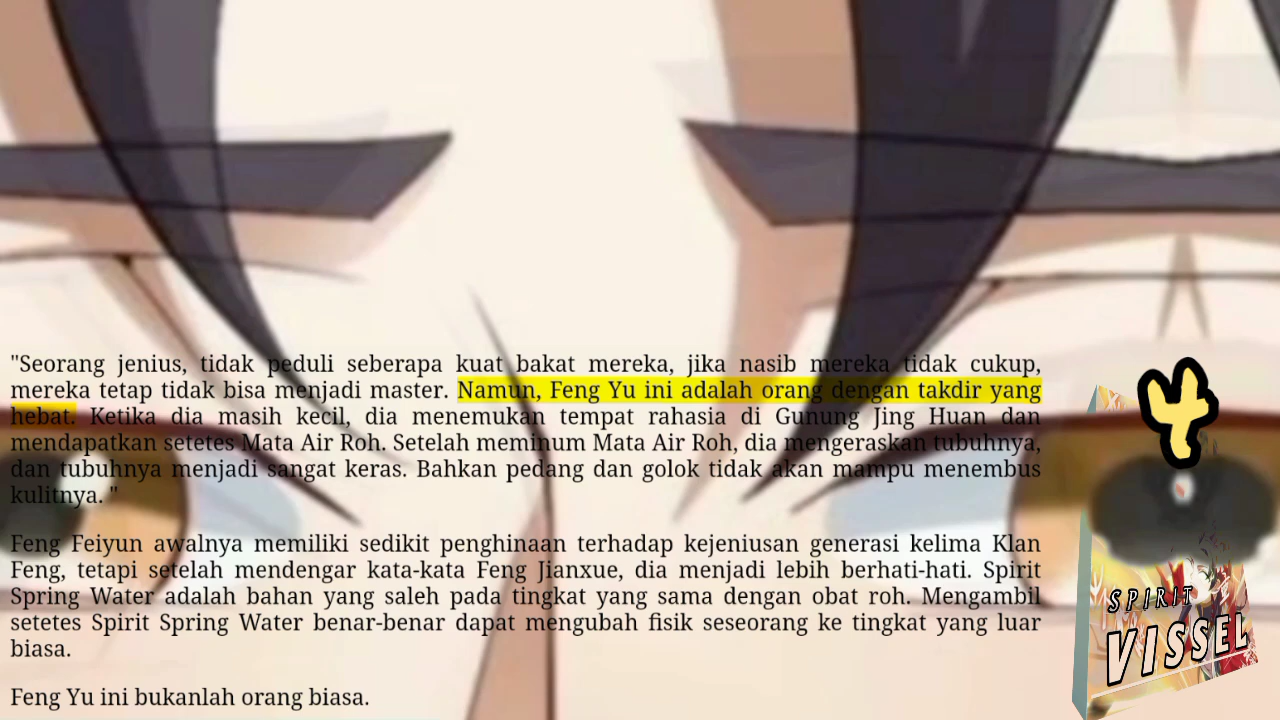 "Seorang jenius, tidak peduli seberapa kuat bakat mereka, jika nasib mereka tidak cukup,
mereka tetap tidak bisa menjadi master. Namun, Feng Yu ini adalah orang dengan takdir yang
hebat. Ketika dia masih kecil, dia menemukan tempat rahasia di Gunung Jing Huan dan
mendapatkan setetes Mata Air Roh. Setelah meminum Mata Air Roh, dia mengeraskan tubuhnya,
dan tubuhnya menjadi sangat keras. Bahkan pedang dan golok tidak akan mampu menembus
kulitnya. "
Feng Feiyun awalnya memiliki sedikit penghinaan terhadap kejeniusan generasi kelima Klan
Feng, tetapi setelah mendengar kata-kata Feng Jianxue, dia menjadi lebih berhati-hati. Spirit
Spring Water adalah bahan yang saleh pada tingkat yang sama dengan obat roh. Mengambil
setetes Spirit Spring Water benar-benar dapat mengubah fisik seseorang ke tingkat yang luar
biasa.
Feng Yu ini bukanlah orang biasa.
SPIRIT
VISSEL